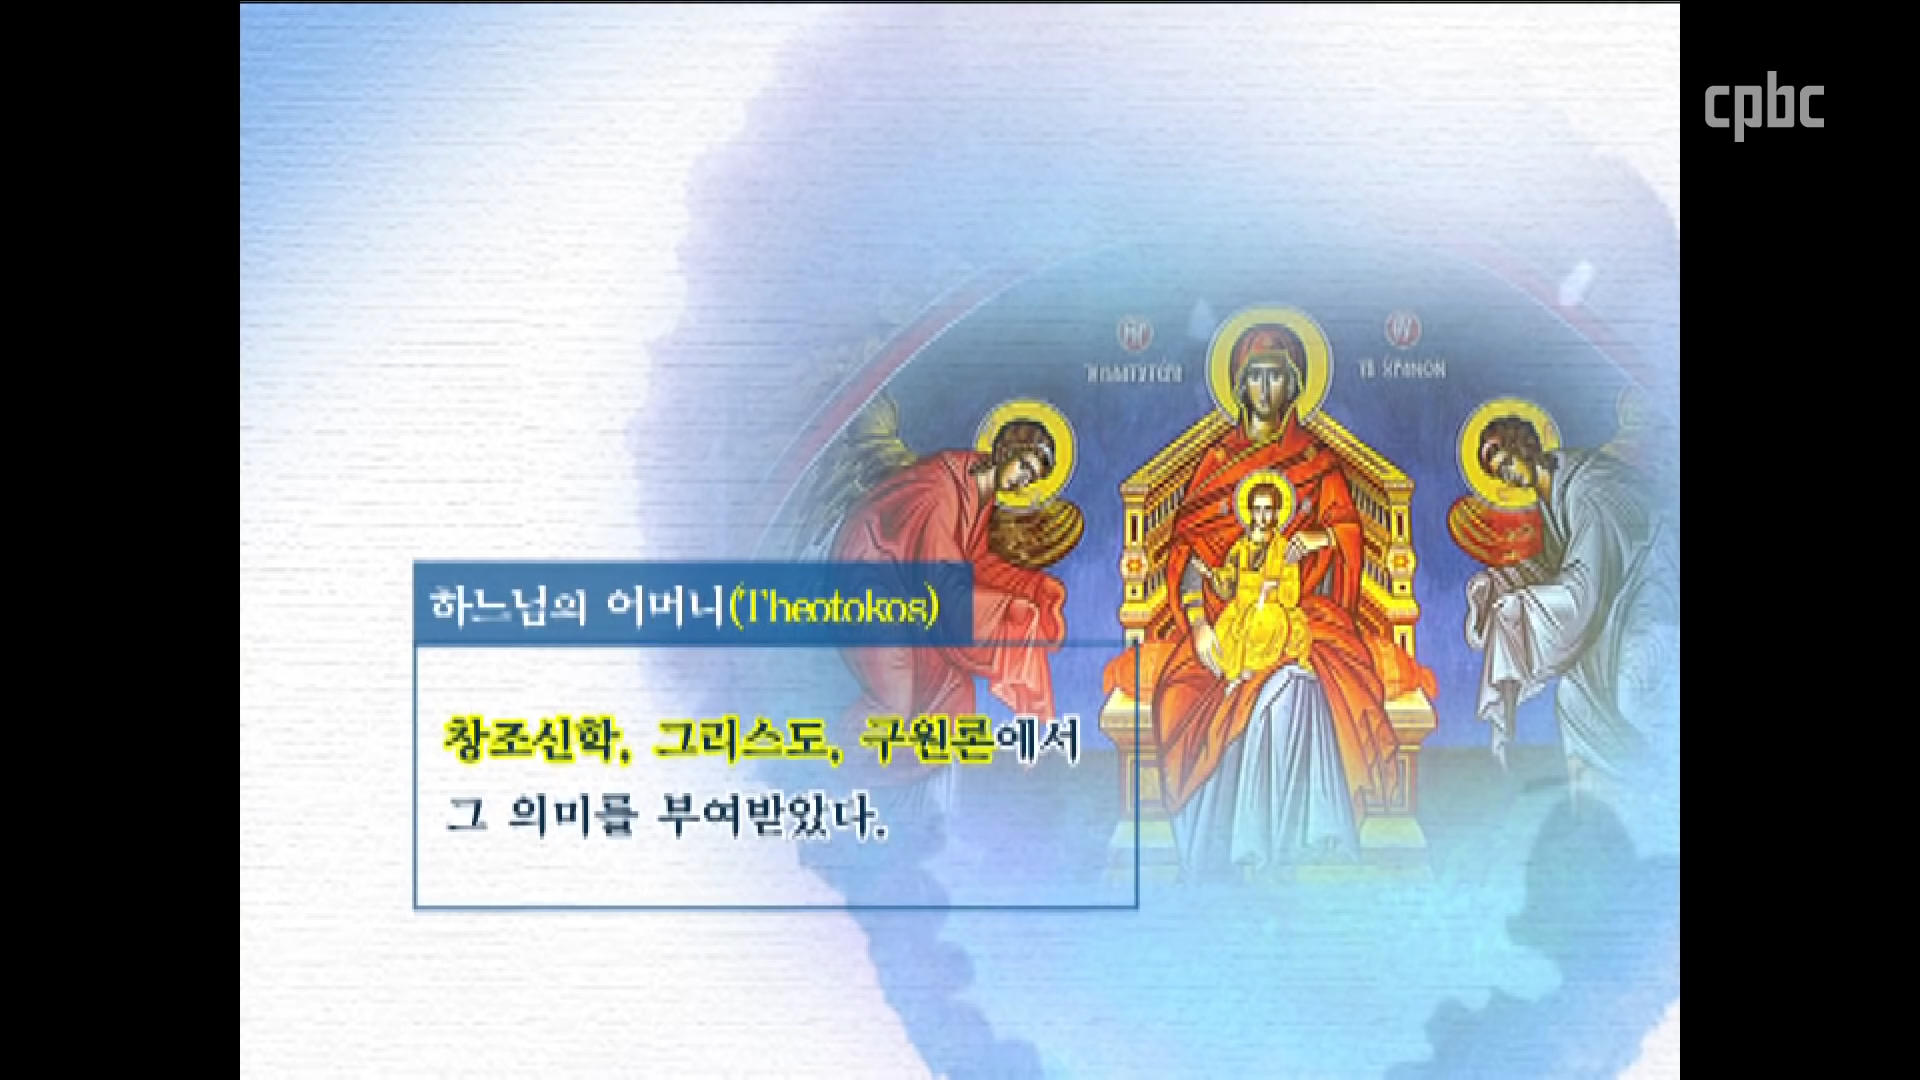 cpbc
하느님의 어머니(Theotokos)
창조신학, 그리스도, 구원론에서
그 의미를 부여받았다.